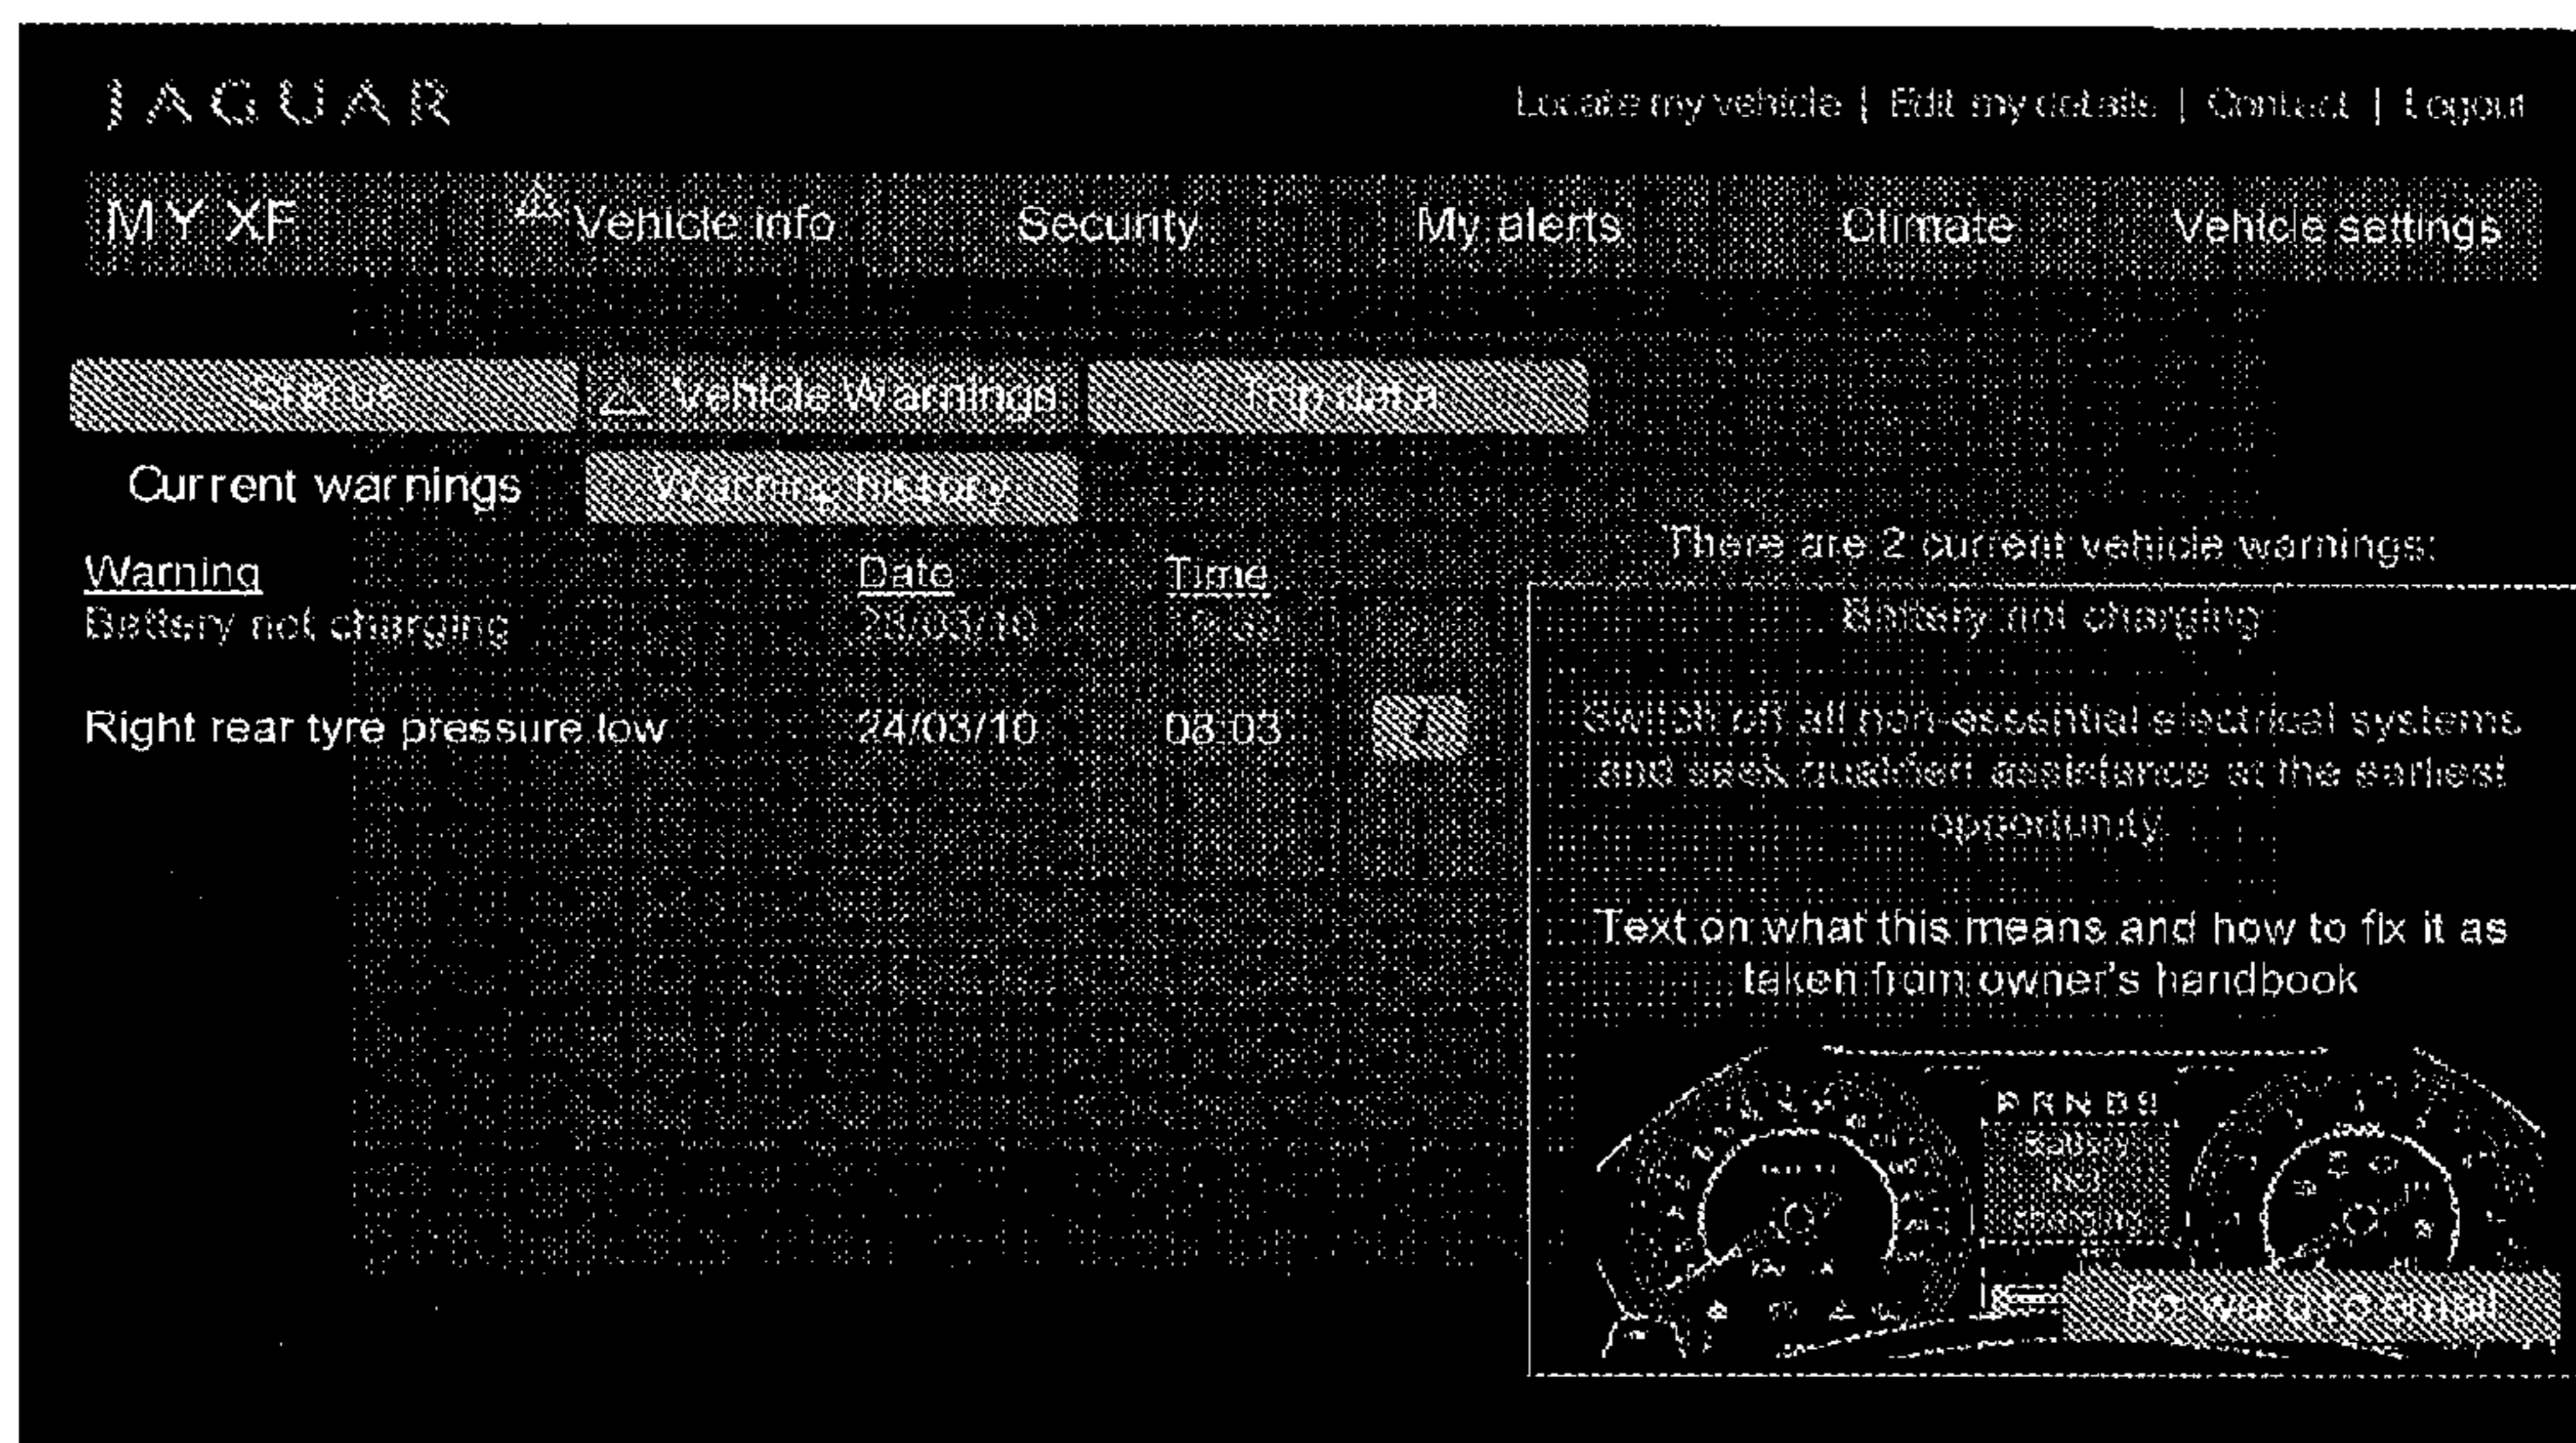 JAGUAR
Locate my vehicle | Edit my details | Contact | Logout
MY XF Vehicle info Security My alerts Climate Vehicle settings
Status Vehicle Warnings Trip data
Current warnings Warning history
There are 2 current vehicle warnings:
Warning Date Time
Battery not charging 28/03/10
Right rear tyre pressure low 24/03/10 08:03
Battery not charging
Switch off all non-essential electrical systems
and seek qualified assistance at the earliest
opportunity.
Text on what this means and how to fix it as
taken from owner's handbook
P R N D S
Battery
not
charging
Forward to email